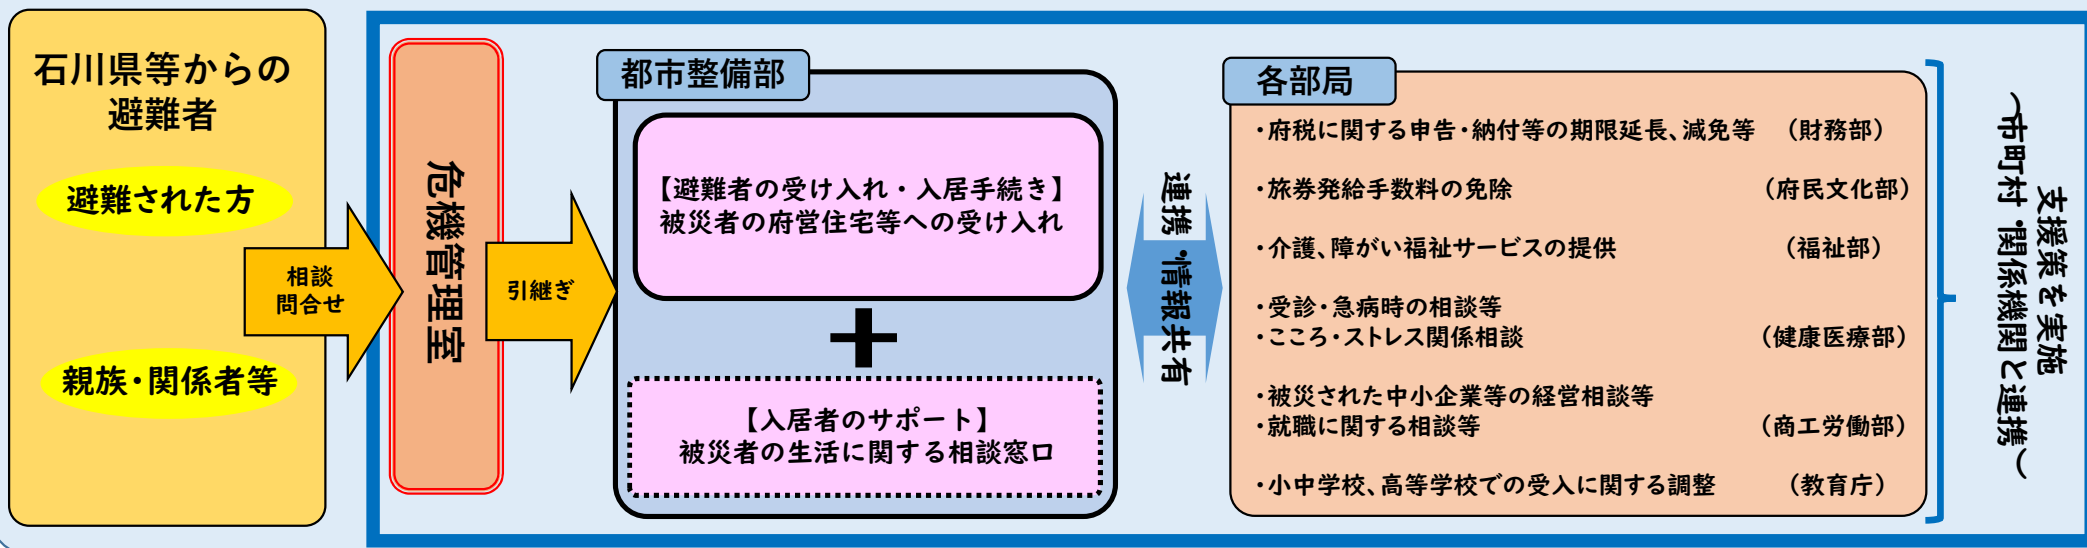 石川県等からの
避難者
避難された方
親族・関係者等
相談
問合せ
危機管理室
引継ぎ
都市整備部
【避難者の受け入れ・入居手続き】
被災者の府営住宅等への受け入れ
+
【入居者のサポート】
被災者の生活に関する相談窓口
連携・情報共有
各部局
・府税に関する申告・納付等の期限延長、減免等 (財務部)
・旅券発給手数料の免除 (府民文化部)
・介護、障がい福祉サービスの提供 (福祉部)
・受診・急病時の相談等
・こころ・ストレス関係相談 (健康医療部)
・被災された中小企業等の経営相談等
・就職に関する相談等 (商工労働部)
・小中学校、高等学校での受入に関する調整 (教育庁)
支援策を実施
(市町村・関係機関と連携)